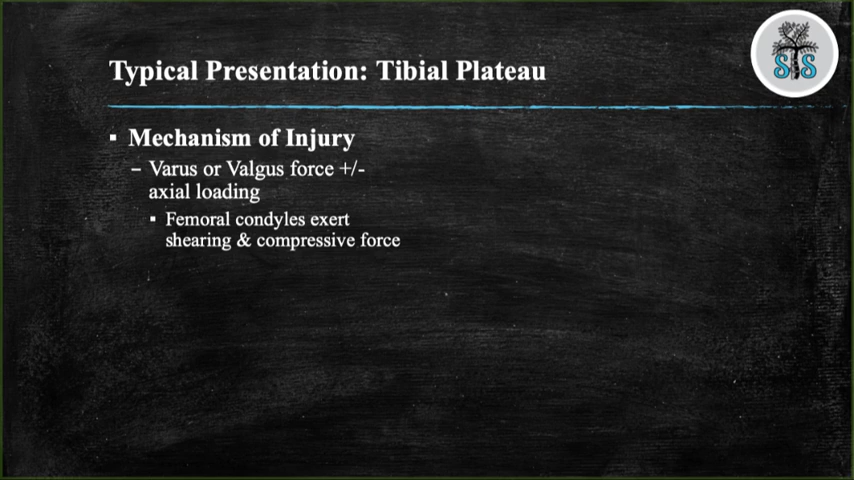 Typical Presentation: Tibial Plateau
STS
▪ Mechanism of Injury
– Varus or Valgus force +/-
axial loading
▪ Femoral condyles exert
shearing & compressive force